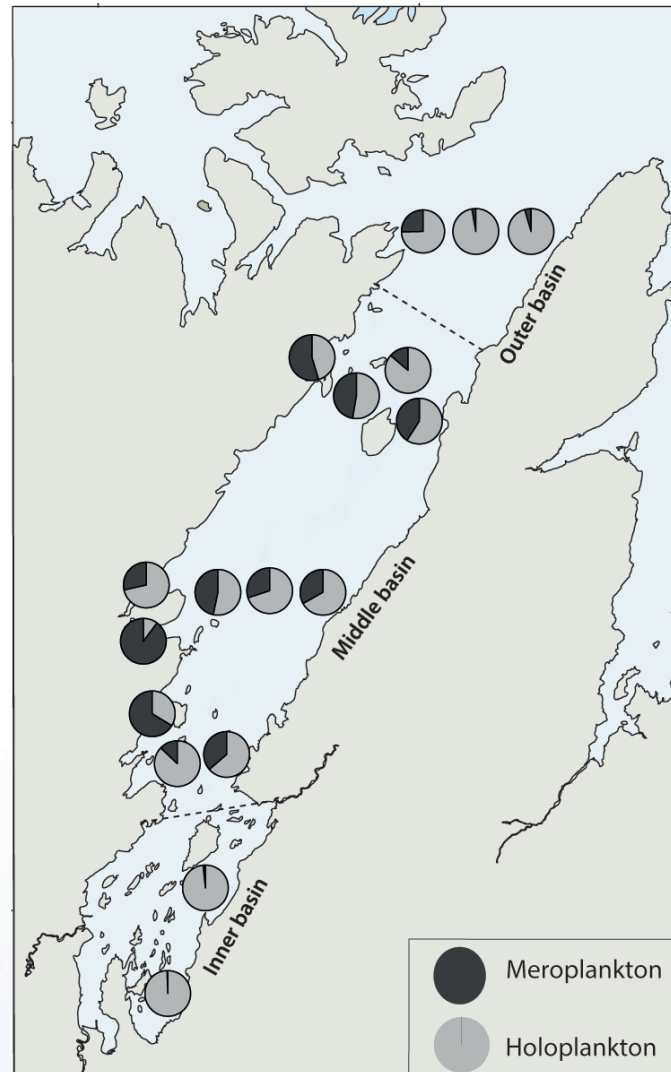 Outer basin
Middle basin
Inner basin
Meroplankton
Holoplankton